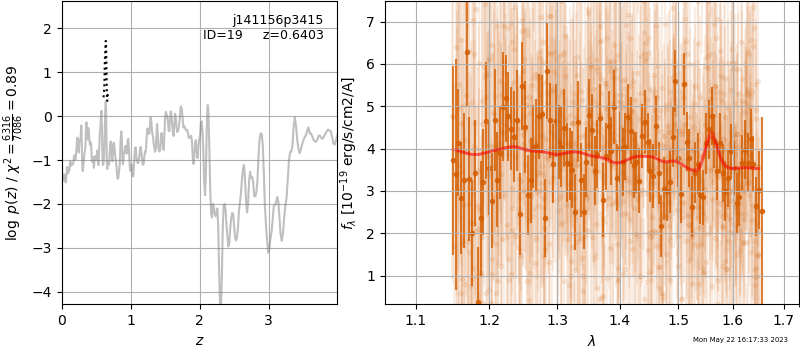 j141156p3415
ID=19 z=0.6403
log p(z) / χ² = 6316/7086 = 0.89
2
1
0
−1
−2
−3
−4
0 1 2 3
z
fλ [10⁻¹⁹ erg/s/cm2/A]
7
6
5
4
3
2
1
1.1 1.2 1.3 1.4 1.5 1.6 1.7
λ
Mon May 22 16:17:33 2023